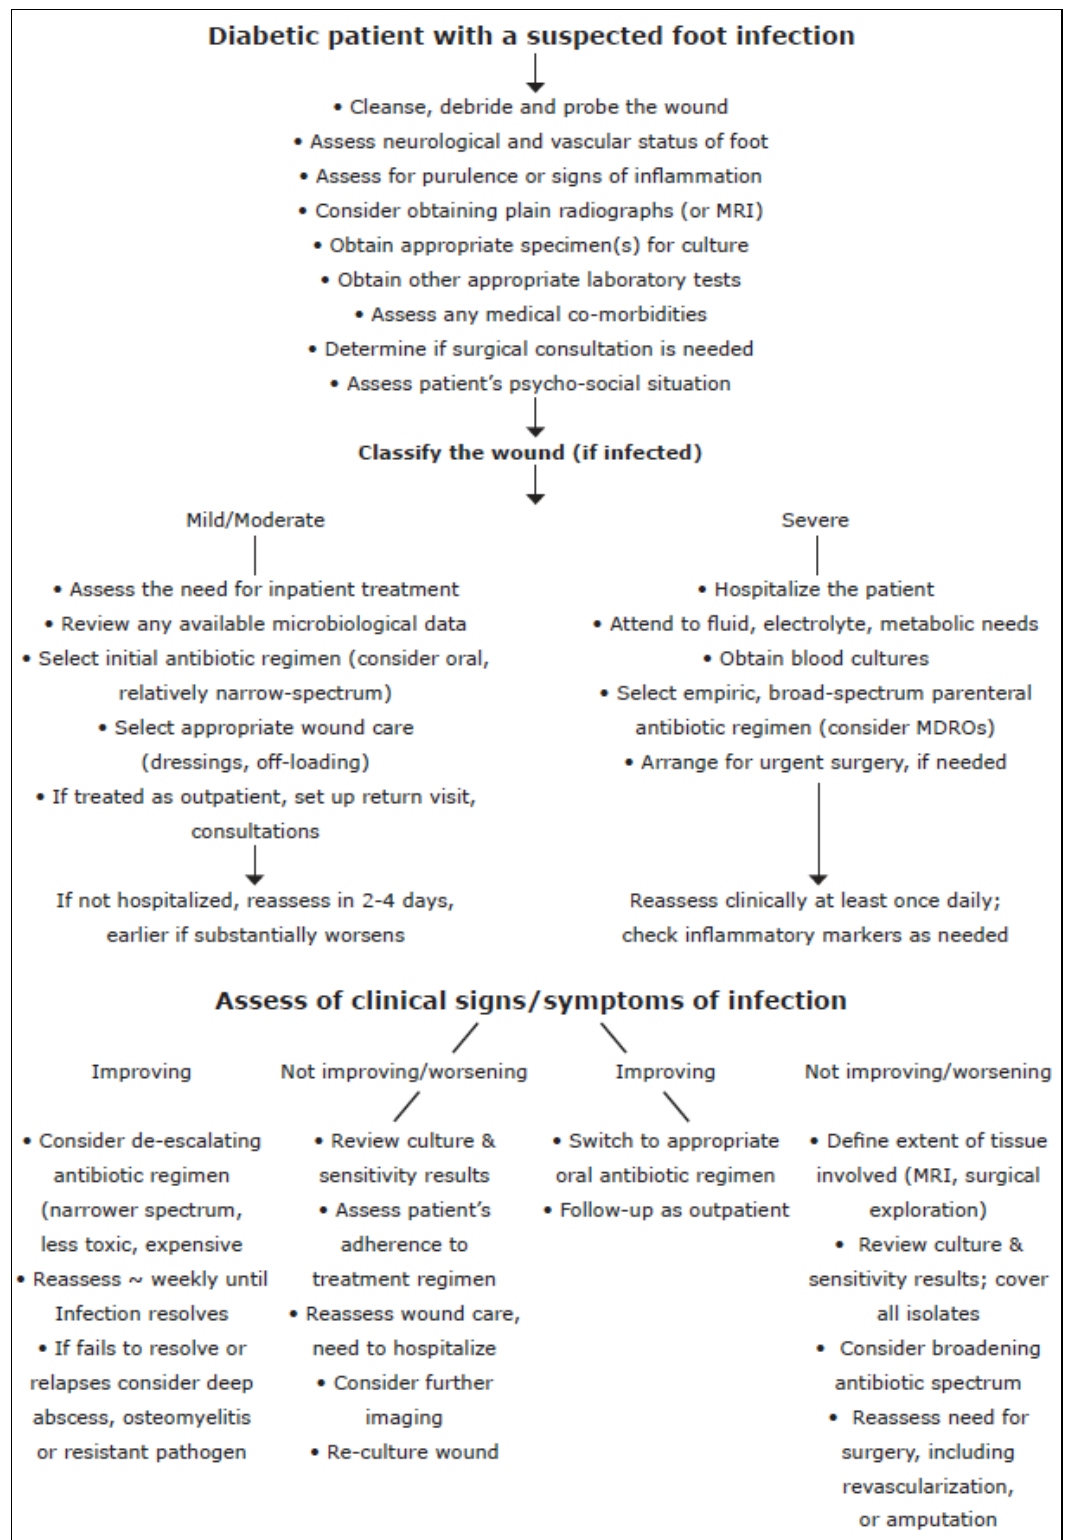 Diabetic patient with a suspected foot infection
• Cleanse, debride and probe the wound
• Assess neurological and vascular status of foot
• Assess for purulence or signs of inflammation
• Consider obtaining plain radiographs (or MRI)
• Obtain appropriate specimen(s) for culture
• Obtain other appropriate laboratory tests
• Assess any medical co-morbidities
• Determine if surgical consultation is needed
• Assess patient's psycho-social situation
Classify the wound (if infected)
Mild/Moderate
• Assess the need for inpatient treatment
• Review any available microbiological data
• Select initial antibiotic regimen (consider oral,
relatively narrow-spectrum)
• Select appropriate wound care
(dressings, off-loading)
• If treated as outpatient, set up return visit,
consultations
If not hospitalized, reassess in 2-4 days,
earlier if substantially worsens
Severe
• Hospitalize the patient
• Attend to fluid, electrolyte, metabolic needs
• Obtain blood cultures
• Select empiric, broad-spectrum parenteral
antibiotic regimen (consider MDROs)
• Arrange for urgent surgery, if needed
Reassess clinically at least once daily;
check inflammatory markers as needed
Assess of clinical signs/symptoms of infection
Improving
• Consider de-escalating
antibiotic regimen
(narrower spectrum,
less toxic, expensive
• Reassess ~ weekly until
Infection resolves
• If fails to resolve or
relapses consider deep
abscess, osteomyelitis
or resistant pathogen
Not improving/worsening
• Review culture &
sensitivity results
• Assess patient's
adherence to
treatment regimen
• Reassess wound care,
need to hospitalize
• Consider further
imaging
• Re-culture wound
Improving
• Switch to appropriate
oral antibiotic regimen
• Follow-up as outpatient
Not improving/worsening
• Define extent of tissue
involved (MRI, surgical
exploration)
• Review culture &
sensitivity results; cover
all isolates
• Consider broadening
antibiotic spectrum
• Reassess need for
surgery, including
revascularization,
or amputation